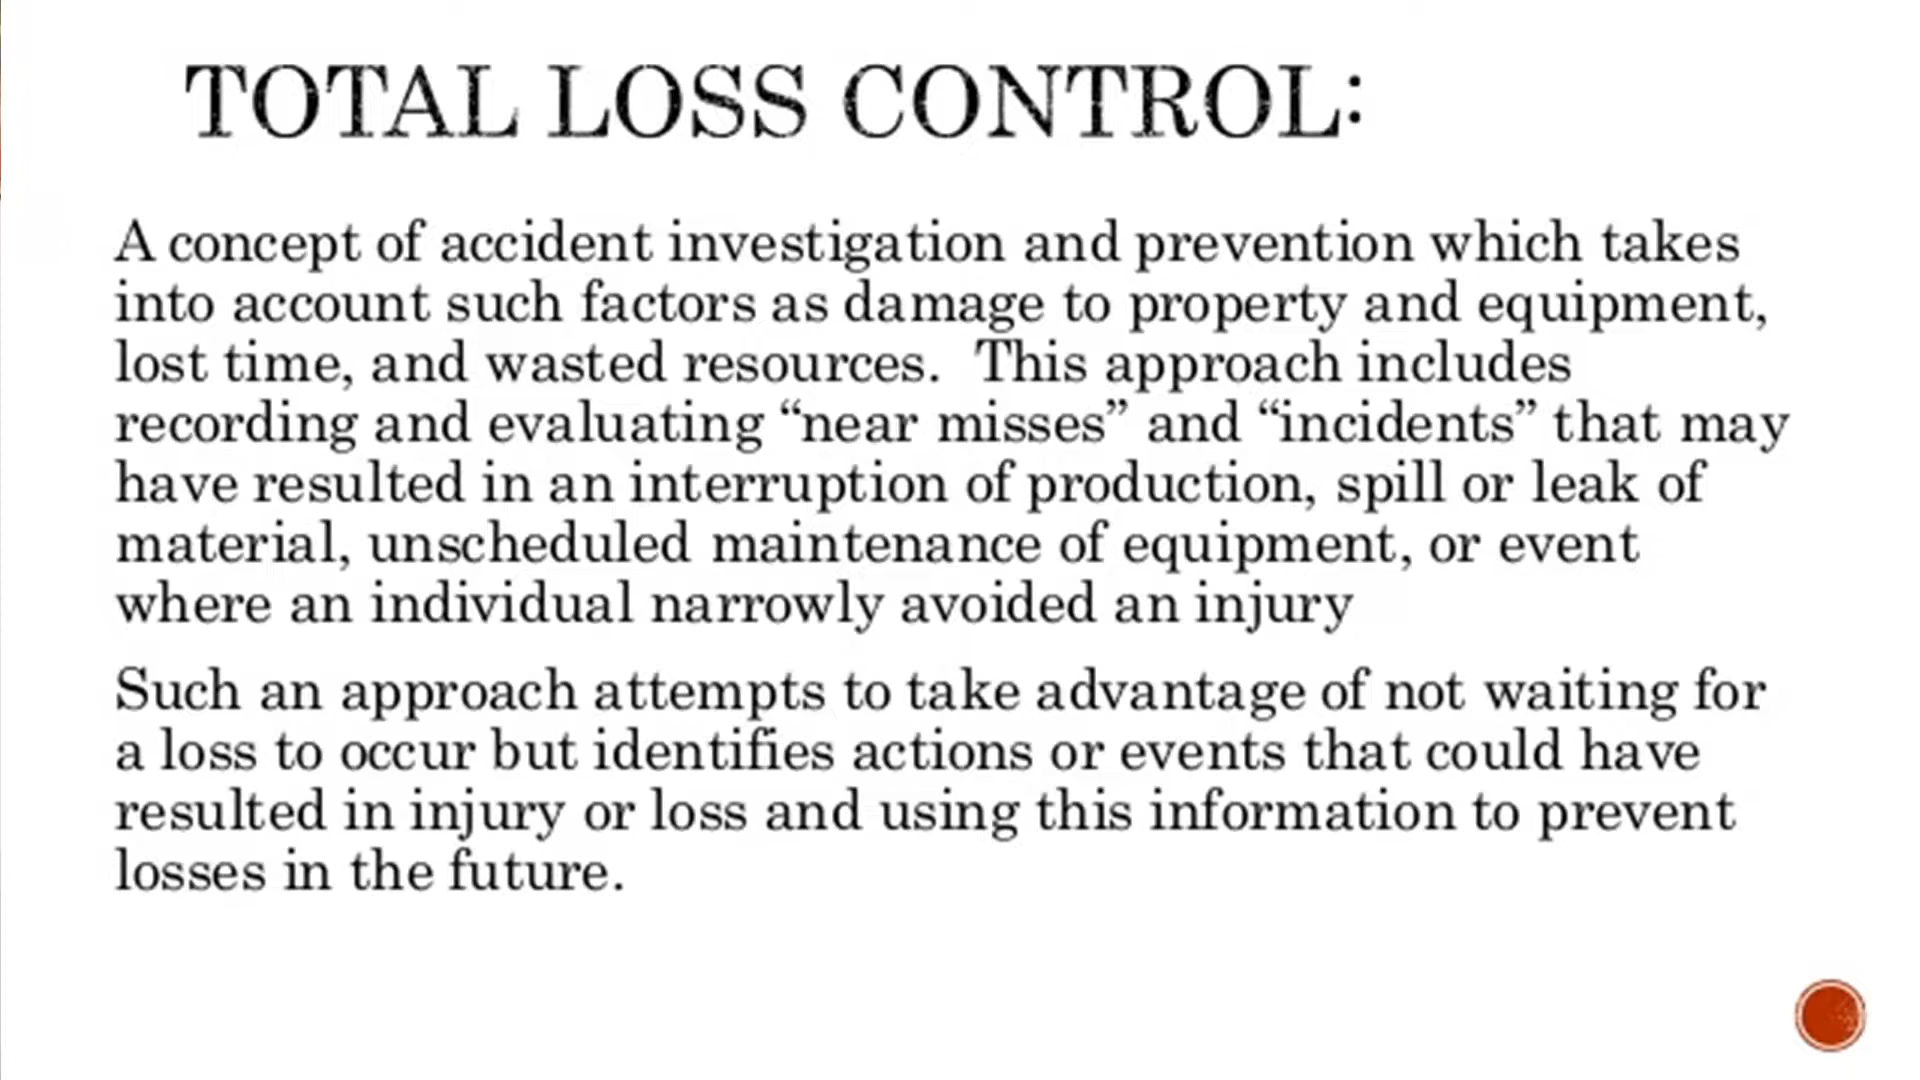 TOTAL LOSS CONTROL:
A concept of accident investigation and prevention which takes
into account such factors as damage to property and equipment,
lost time, and wasted resources.  This approach includes
recording and evaluating “near misses” and “incidents” that may
have resulted in an interruption of production, spill or leak of
material, unscheduled maintenance of equipment, or event
where an individual narrowly avoided an injury
Such an approach attempts to take advantage of not waiting for
a loss to occur but identifies actions or events that could have
resulted in injury or loss and using this information to prevent
losses in the future.